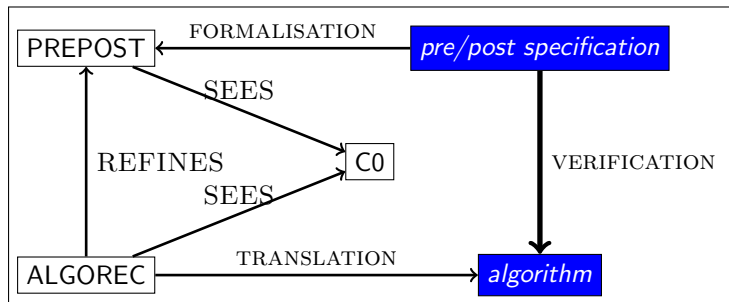 PREPOST
FORMALISATION
pre/post specification
SEES
C0
REFINES
VERIFICATION
SEES
ALGOREC
TRANSLATION
algorithm